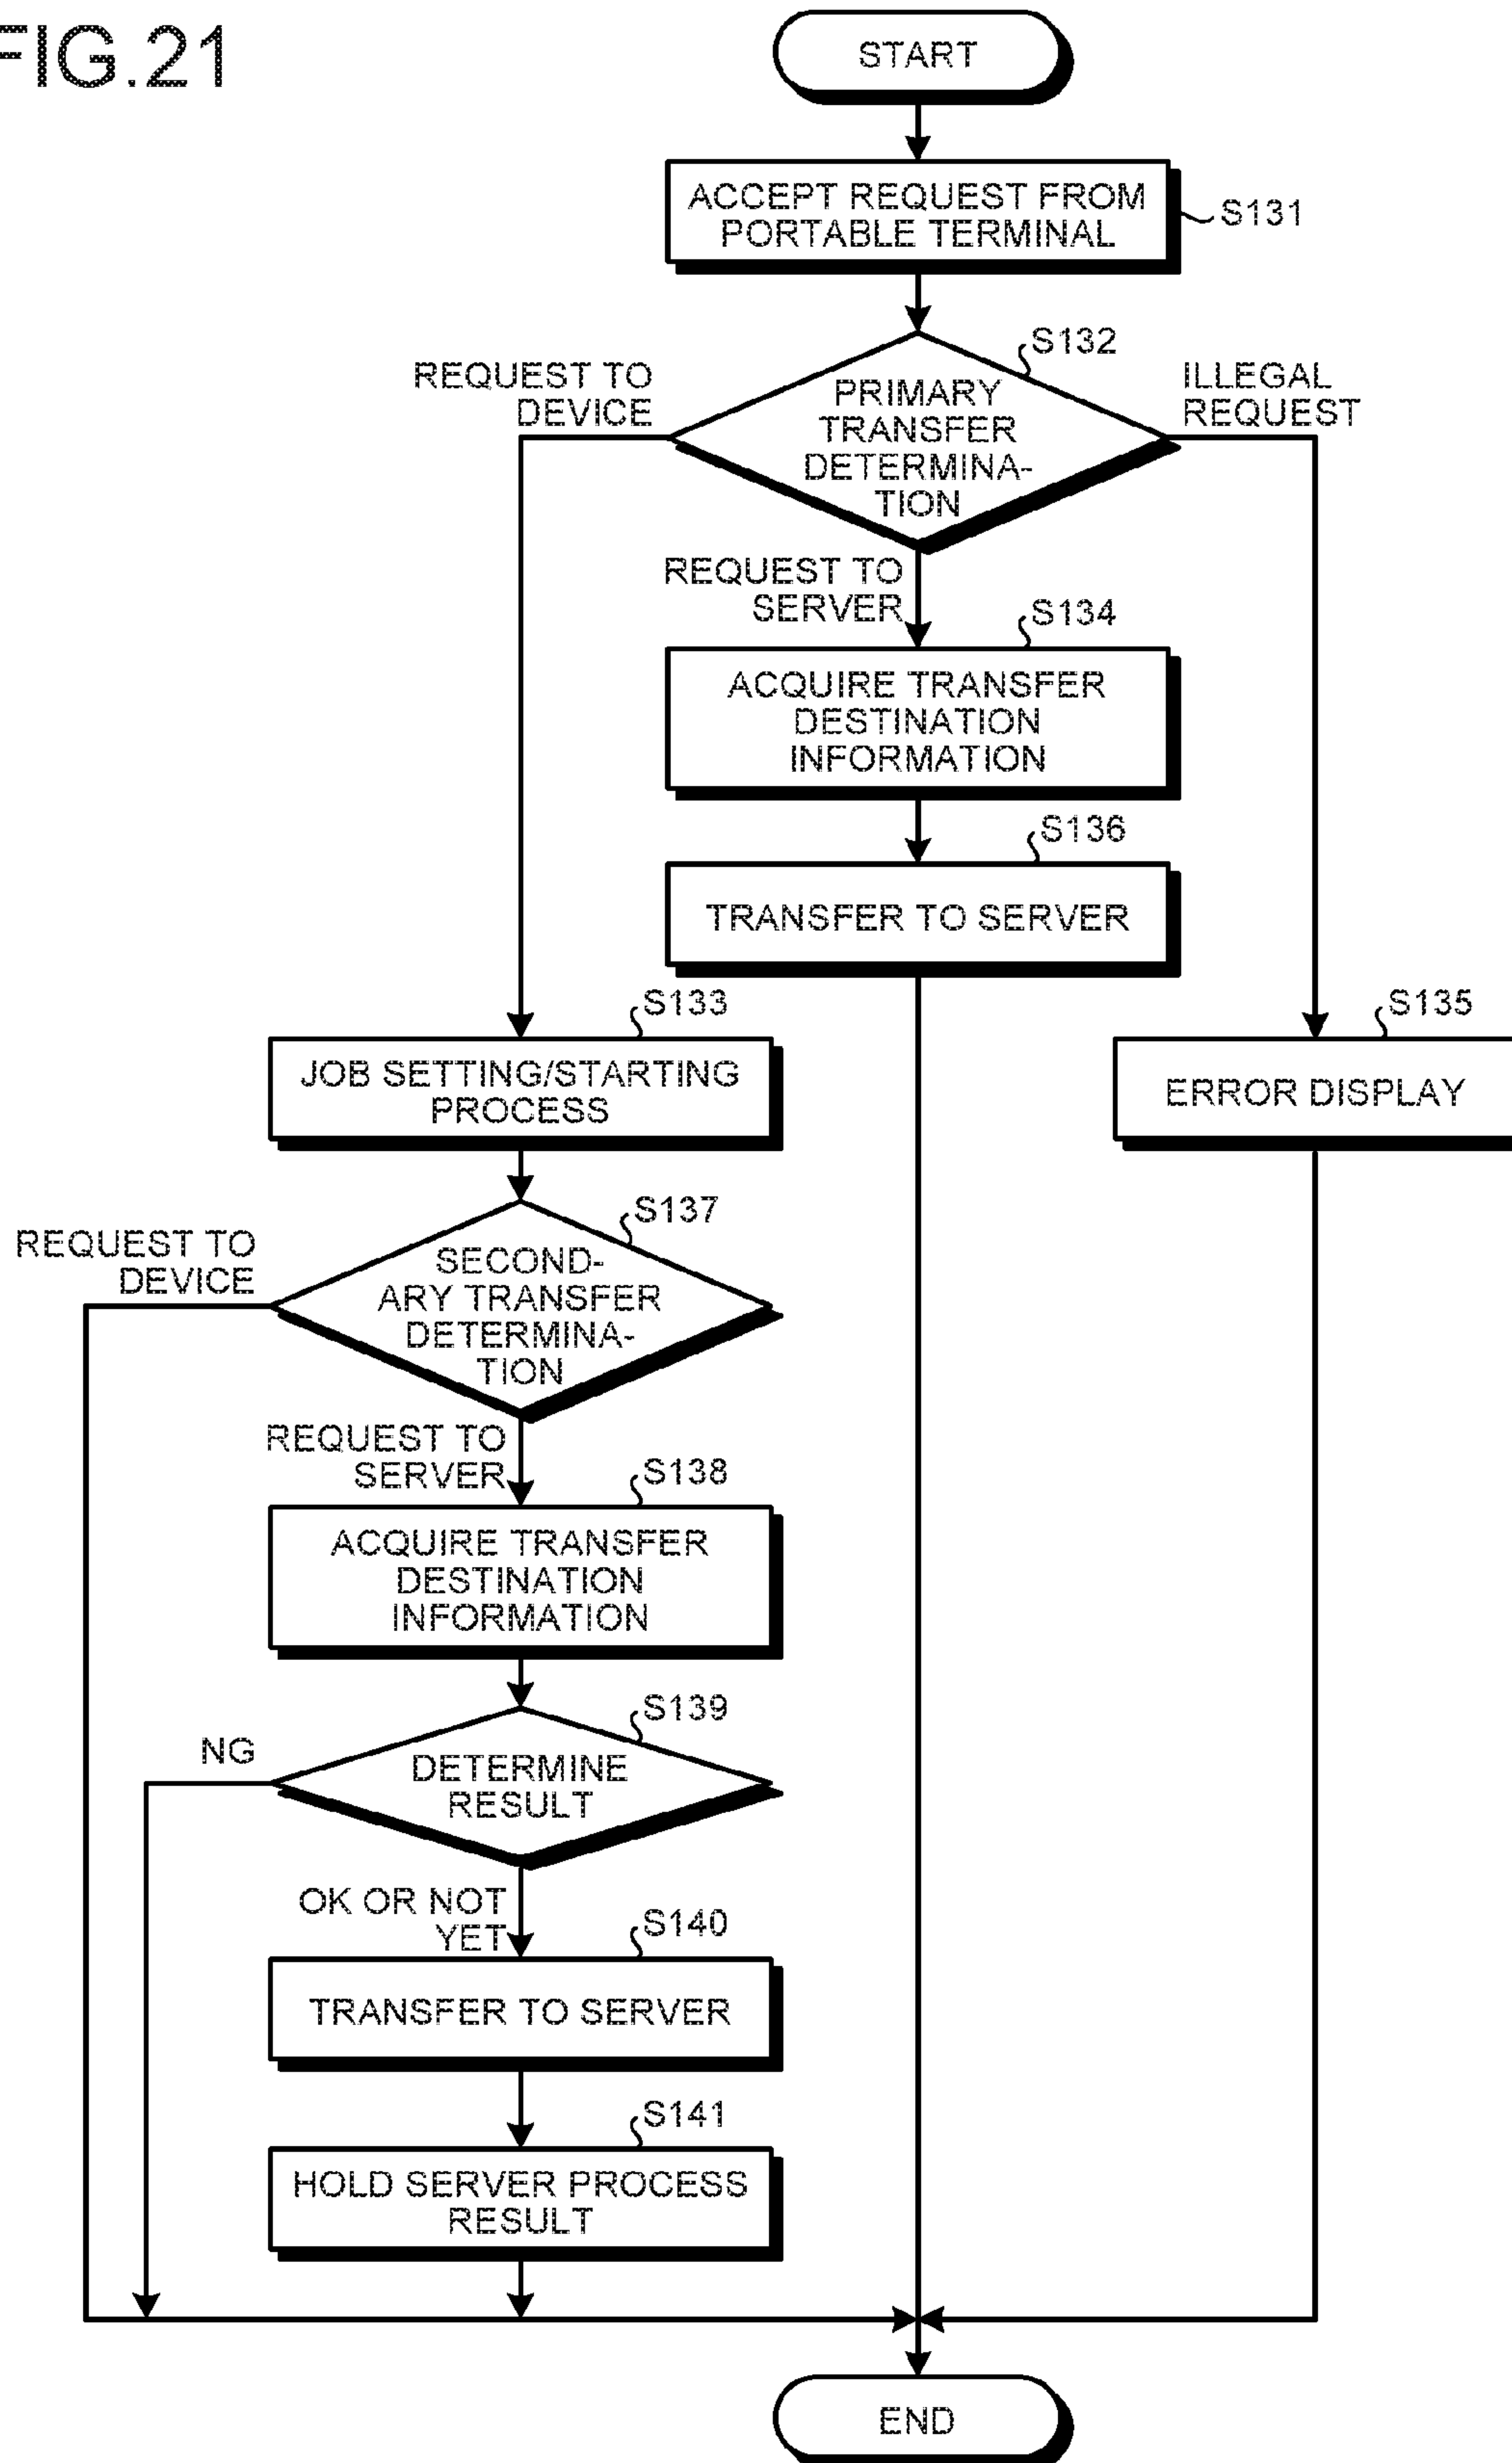 FIG.21
START
ACCEPT REQUEST FROM
PORTABLE TERMINAL
S131
S132
REQUEST TO
DEVICE
PRIMARY
TRANSFER
DETERMINA-
TION
ILLEGAL
REQUEST
REQUEST TO
SERVER
S134
ACQUIRE TRANSFER
DESTINATION
INFORMATION
S136
TRANSFER TO SERVER
S133
JOB SETTING/STARTING
PROCESS
S135
ERROR DISPLAY
S137
REQUEST TO
DEVICE
SECOND-
ARY TRANSFER
DETERMINA-
TION
REQUEST TO
SERVER
S138
ACQUIRE TRANSFER
DESTINATION
INFORMATION
S139
NG
DETERMINE
RESULT
OK OR NOT
YET
S140
TRANSFER TO SERVER
S141
HOLD SERVER PROCESS
RESULT
END